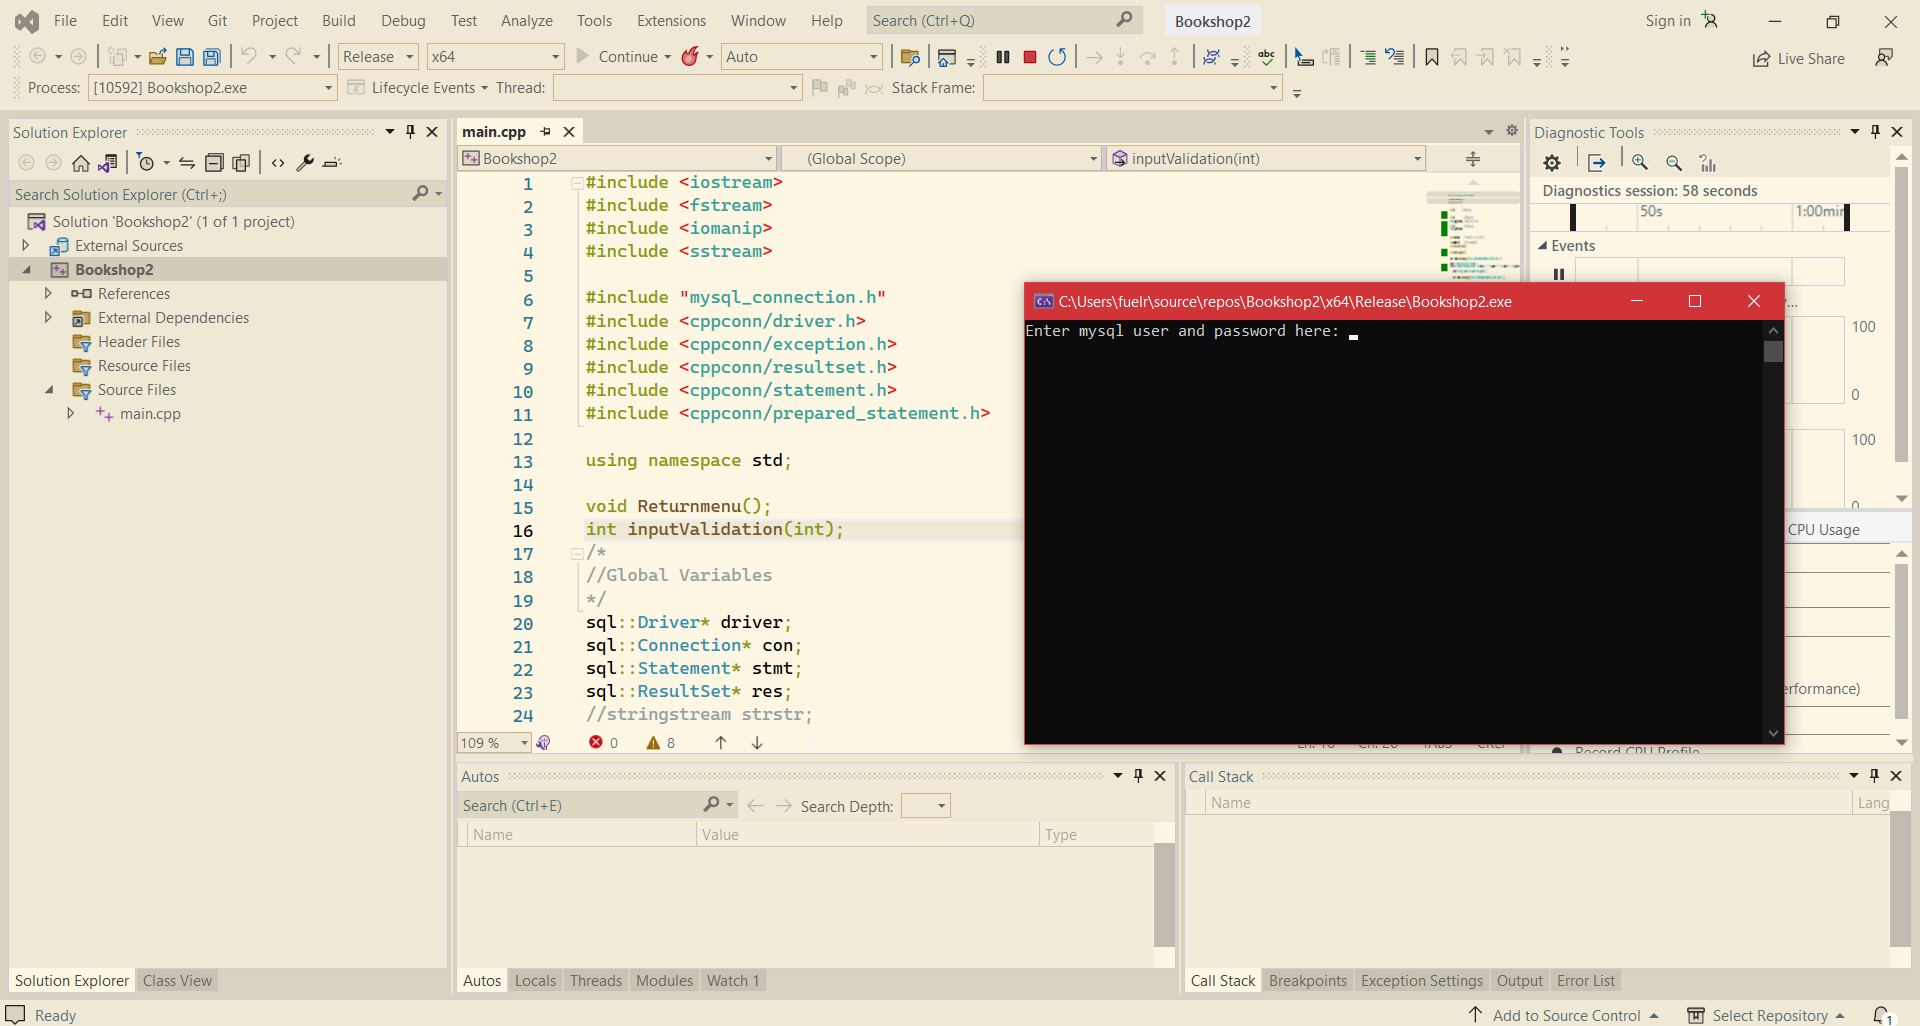 File Edit View Git Project Build Debug Test Analyze Tools Extensions Window Help Search (Ctrl+Q) Bookshop2 Sign in
Release x64 Continue Auto abc Live Share
Process: [10592] Bookshop2.exe Lifecycle Events Thread: Stack Frame:
Solution Explorer
Search Solution Explorer (Ctrl+;)
Solution 'Bookshop2' (1 of 1 project)
External Sources
Bookshop2
References
External Dependencies
Header Files
Resource Files
Source Files
main.cpp
Solution Explorer Class View
main.cpp
Bookshop2 (Global Scope) inputValidation(int)
1 #include <iostream>
2 #include <fstream>
3 #include <iomanip>
4 #include <sstream>
5
6 #include "mysql_connection.h"
7 #include <cppconn/driver.h>
8 #include <cppconn/exception.h>
9 #include <cppconn/resultset.h>
10 #include <cppconn/statement.h>
11 #include <cppconn/prepared_statement.h>
12
13 using namespace std;
14
15 void Returnmenu();
16 int inputValidation(int);
17 /*
18 //Global Variables
19 */
20 sql::Driver* driver;
21 sql::Connection* con;
22 sql::Statement* stmt;
23 sql::ResultSet* res;
24 //stringstream strstr;
109 % 0 8
C:\Users\fuelr\source\repos\Bookshop2\x64\Release\Bookshop2.exe
Enter mysql user and password here:
Diagnostic Tools
Diagnostics session: 58 seconds
50s 1:00min
Events
100
0
100
0
CPU Usage
erformance)
Record CPU Profile
Autos
Search (Ctrl+E) Search Depth:
Name Value Type
Autos Locals Threads Modules Watch 1
Call Stack
Name Lang
Call Stack Breakpoints Exception Settings Output Error List
Ready Add to Source Control Select Repository 1